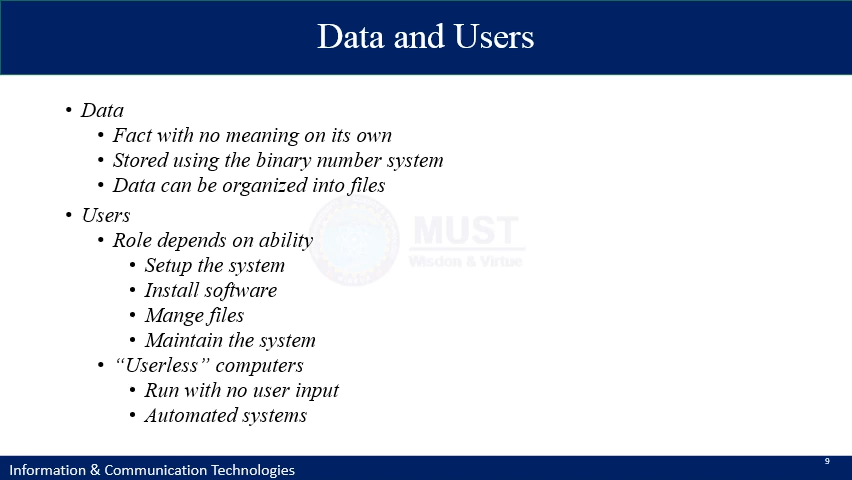 Data and Users
• Data
• Fact with no meaning on its own
• Stored using the binary number system
• Data can be organized into files
• Users
• Role depends on ability
• Setup the system
• Install software
• Mange files
• Maintain the system
• “Userless” computers
• Run with no user input
• Automated systems
MUST
Wisdom & Virtue
Information & Communication Technologies
9